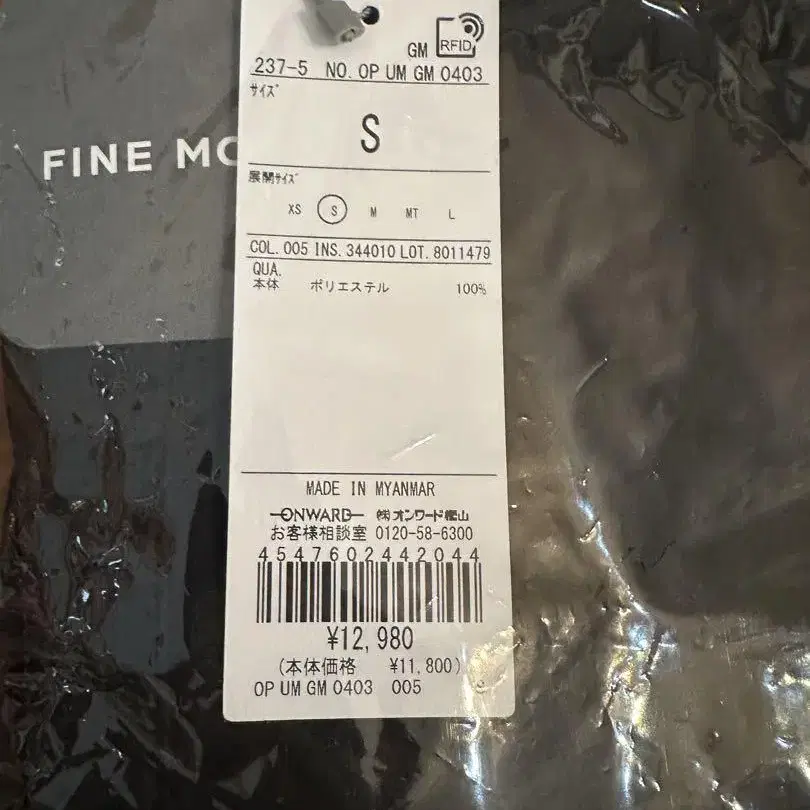 FINE MO
GM RFID
237-5 NO. OP UM GM 0403
サイズ
S
展開サイズ
XS S M MT L
COL. 005 INS. 344010 LOT. 8011479
QUA.
本体 ポリエステル 100%
MADE IN MYANMAR
ONWARD ㈱オンワード樫山
お客様相談室 0120-58-6300
4547602442044
¥12,980
(本体価格 ¥11,800)
OP UM GM 0403 005 S